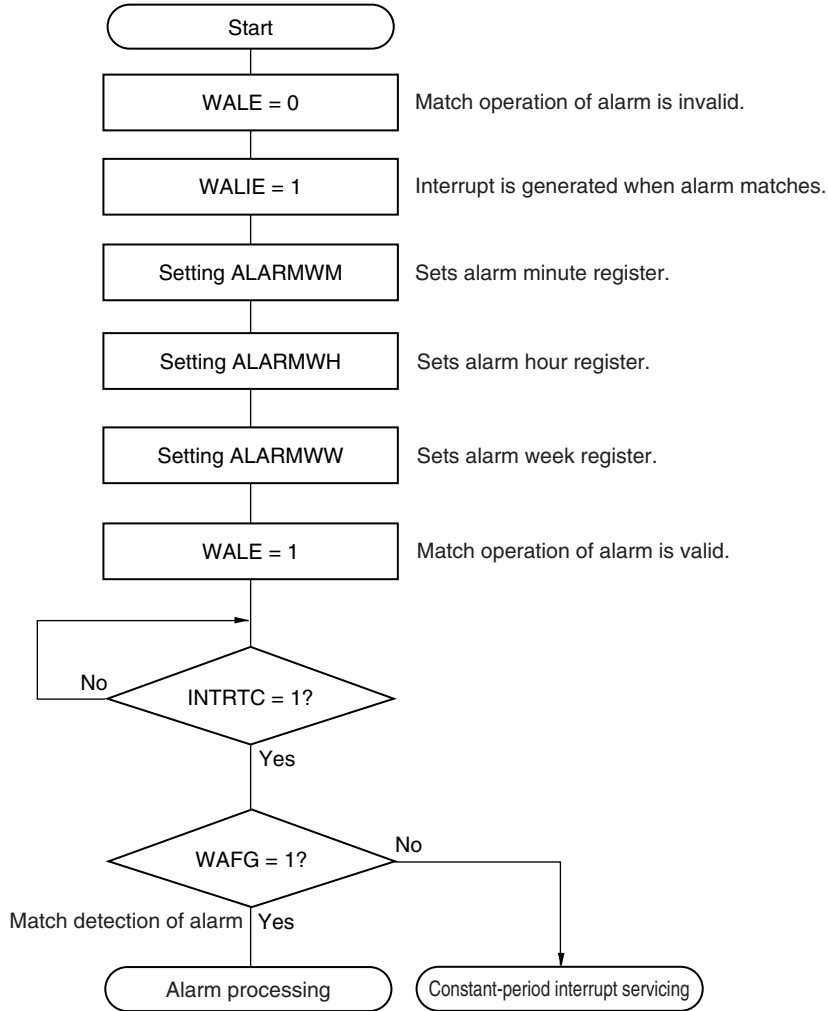 Start
WALE = 0
Match operation of alarm is invalid.
WALIE = 1
Interrupt is generated when alarm matches.
Setting ALARMWM
Sets alarm minute register.
Setting ALARMWH
Sets alarm hour register.
Setting ALARMWW
Sets alarm week register.
WALE = 1
Match operation of alarm is valid.
No
INTRTC = 1?
Yes
WAFG = 1?
No
Match detection of alarm
Yes
Alarm processing
Constant-period interrupt servicing